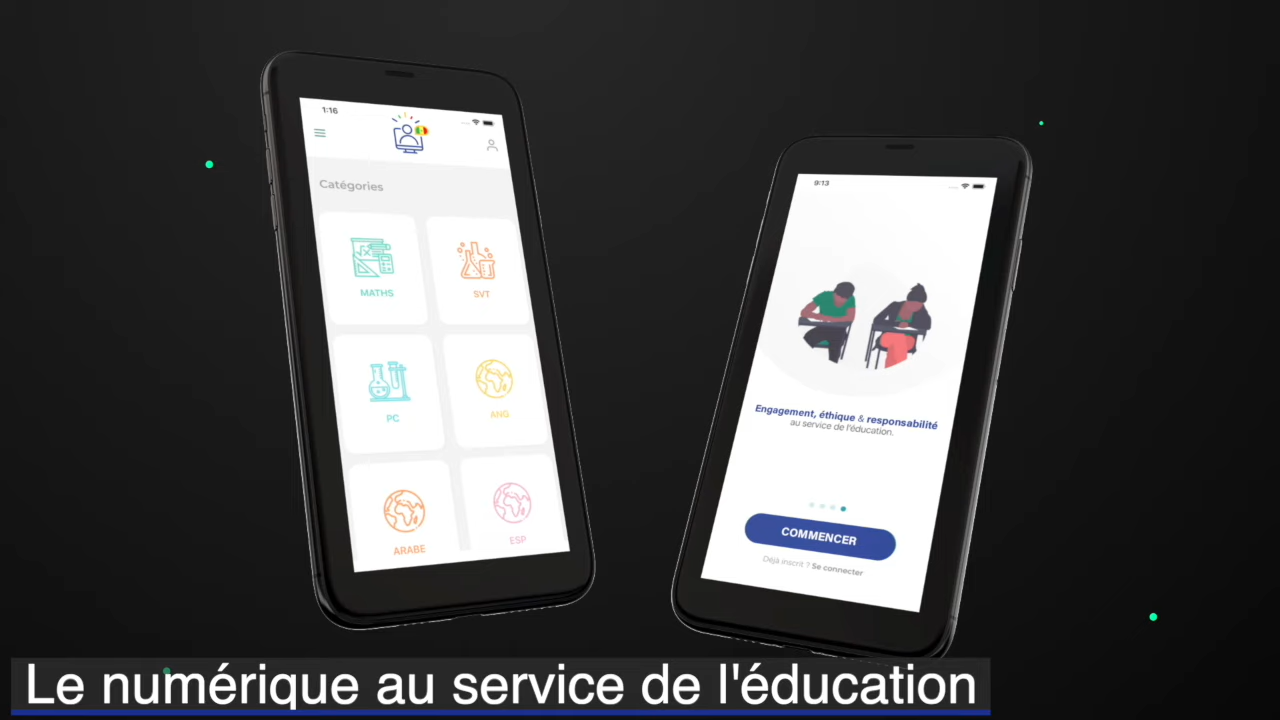 1:16
Catégories
MATHS
SVT
PC
ANG
ARABE
ESP
9:13
Engagement, éthique & responsabilité
au service de l'éducation.
COMMENCER
Déjà inscrit ? Se connecter
Le numérique au service de l'éducation